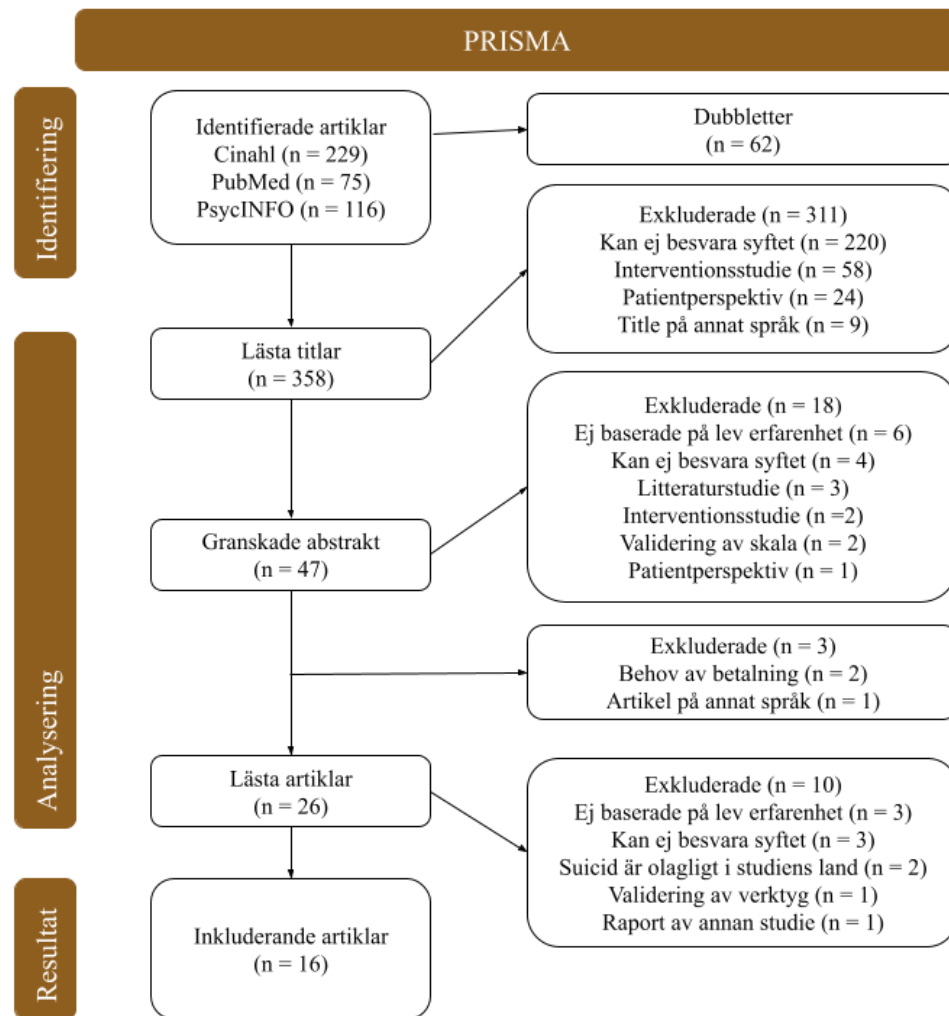 PRISMA
Identifiering
Identifierade artiklar
Cinahl (n = 229)
PubMed (n = 75)
PsycINFO (n = 116)
Dubbletter
(n = 62)
Exkluderade (n = 311)
Kan ej besvara syftet (n = 220)
Interventionsstudie (n = 58)
Patientperspektiv (n = 24)
Title på annat språk (n = 9)
Analysering
Lästa titlar
(n = 358)
Exkluderade (n = 18)
Ej baserade på lev erfarenhet (n = 6)
Kan ej besvara syftet (n = 4)
Litteraturstudie (n = 3)
Interventionsstudie (n =2)
Validering av skala (n = 2)
Patientperspektiv (n = 1)
Granskade abstrakt
(n = 47)
Exkluderade (n = 3)
Behov av betalning (n = 2)
Artikel på annat språk (n = 1)
Lästa artiklar
(n = 26)
Exkluderade (n = 10)
Ej baserade på lev erfarenhet (n = 3)
Kan ej besvara syftet (n = 3)
Suicid är olagligt i studiens land (n = 2)
Validering av verktyg (n = 1)
Raport av annan studie (n = 1)
Resultat
Inkluderande artiklar
(n = 16)